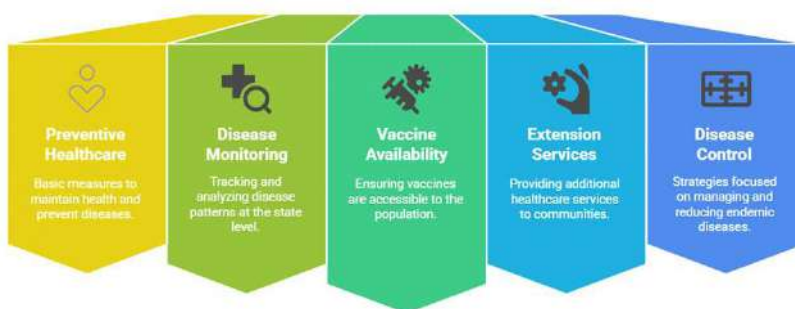 Preventive
Healthcare
Basic measures to
maintain health and
prevent diseases.
Disease
Monitoring
Tracking and
analyzing disease
patterns at the state
level.
Vaccine
Availability
Ensuring vaccines
are accessible to the
population.
Extension
Services
Providing additional
healthcare services
to communities.
Disease
Control
Strategies focused
on managing and
reducing endemic
diseases.